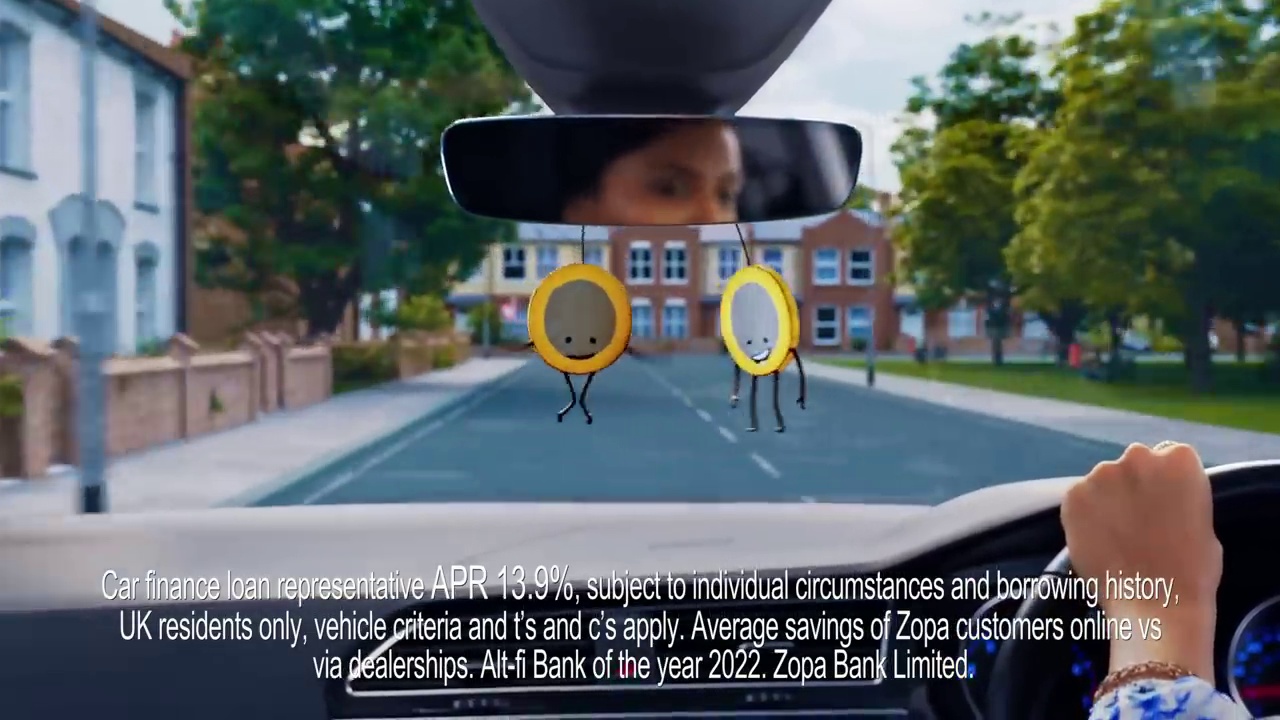 Car finance loan representative APR 13.9%, subject to individual circumstances and borrowing history,
UK residents only, vehicle criteria and t's and c's apply. Average savings of Zopa customers online vs
via dealerships. Alt-fi Bank of the year 2022. Zopa Bank Limited.